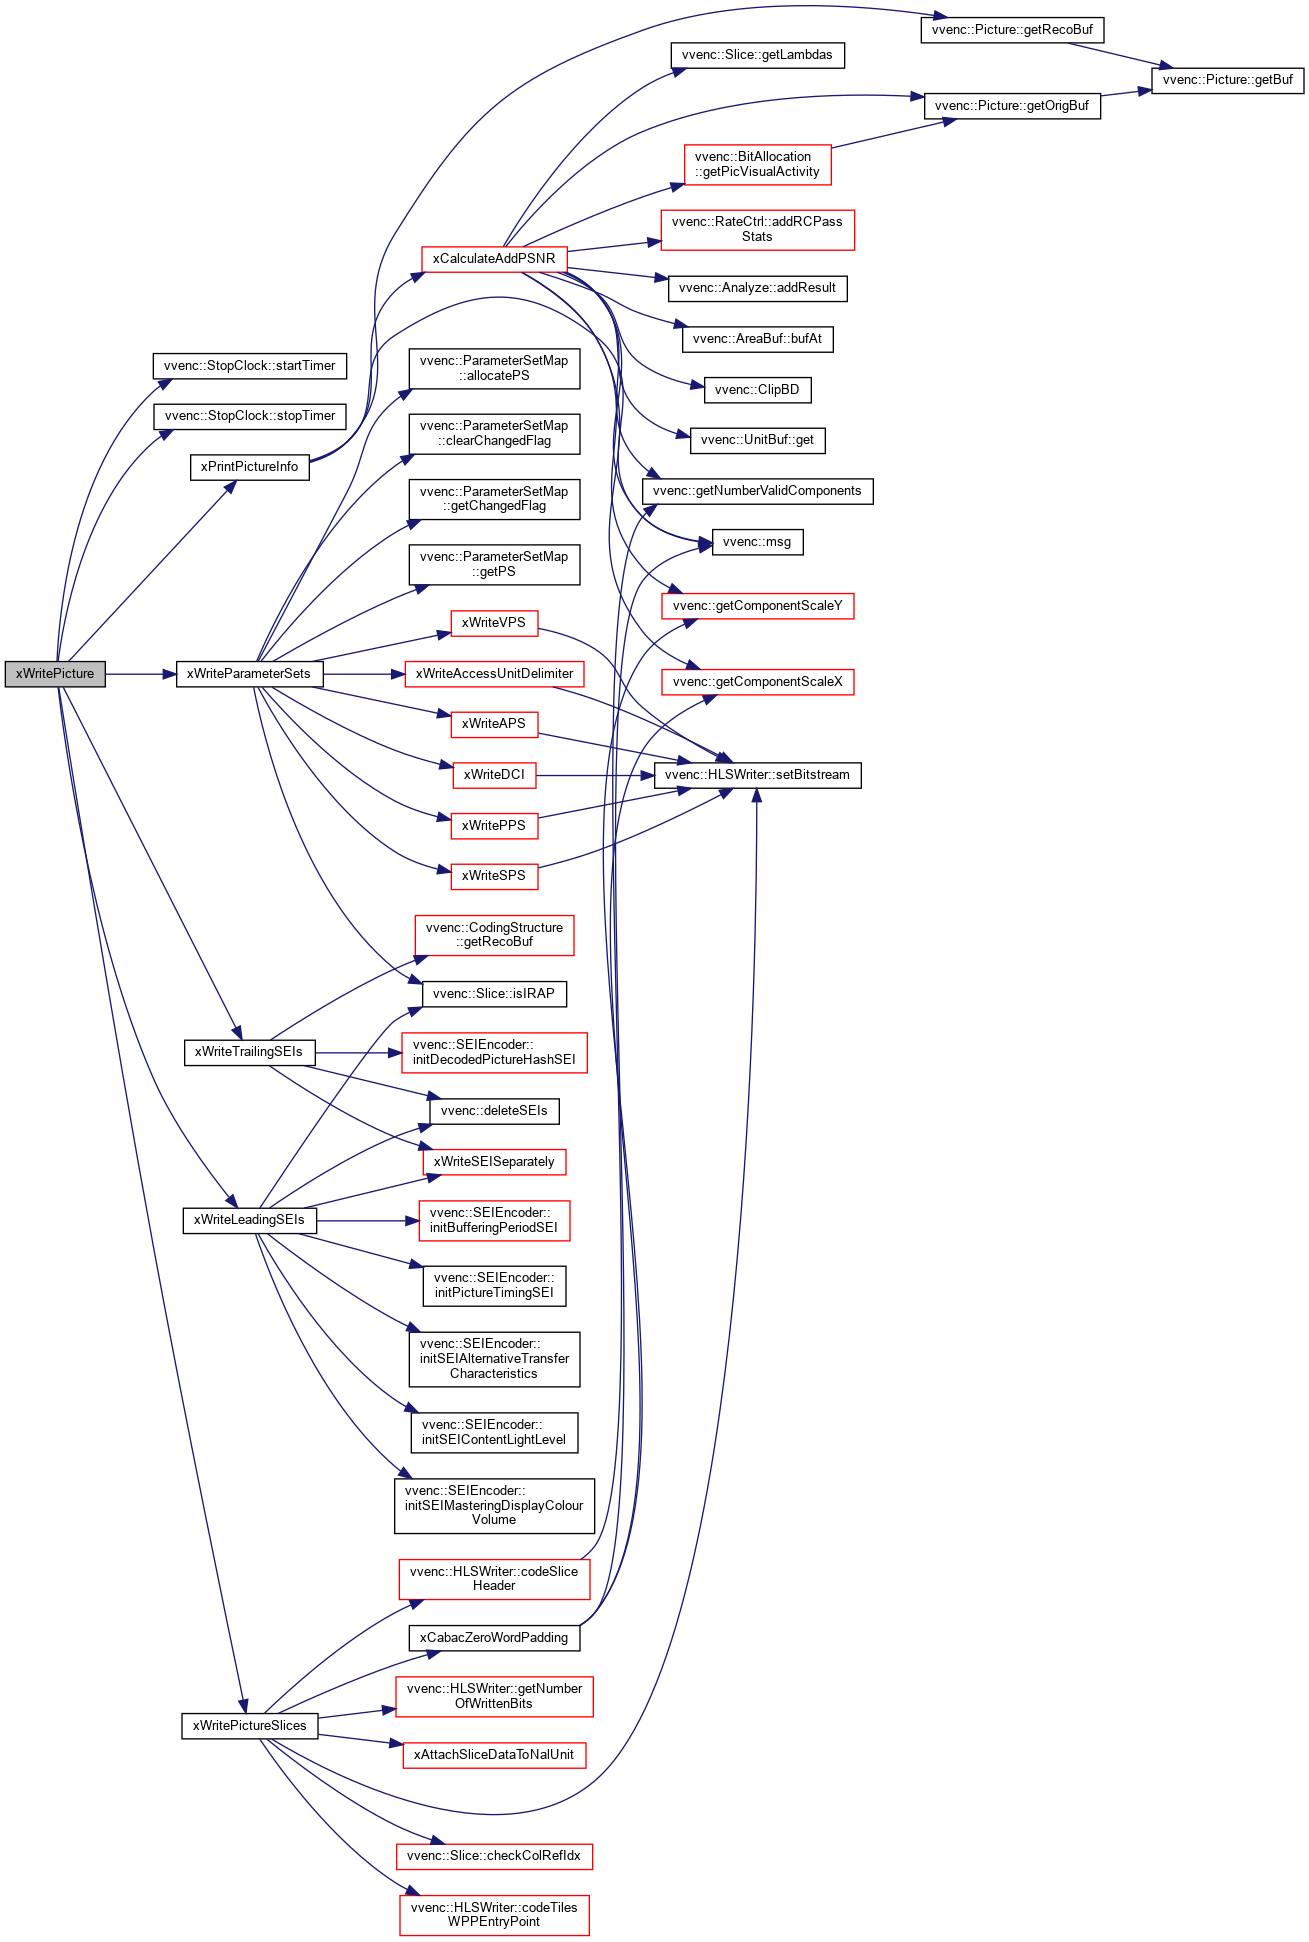 xWritePicture
vvenc::StopClock::startTimer
vvenc::StopClock::stopTimer
xPrintPictureInfo
xWriteParameterSets
xWriteTrailingSEIs
xWriteLeadingSEIs
xWritePictureSlices
xCalculateAddPSNR
vvenc::ParameterSetMap
::allocatePS
vvenc::ParameterSetMap
::clearChangedFlag
vvenc::ParameterSetMap
::getChangedFlag
vvenc::ParameterSetMap
::getPS
xWriteVPS
xWriteAccessUnitDelimiter
xWriteAPS
xWriteDCI
xWritePPS
xWriteSPS
vvenc::CodingStructure
::getRecoBuf
vvenc::Slice::isIRAP
vvenc::SEIEncoder::
initDecodedPictureHashSEI
vvenc::deleteSEIs
xWriteSEISeparately
vvenc::SEIEncoder::
initBufferingPeriodSEI
vvenc::SEIEncoder::
initPictureTimingSEI
vvenc::SEIEncoder::
initSEIAlternativeTransfer
Characteristics
vvenc::SEIEncoder::
initSEIContentLightLevel
vvenc::SEIEncoder::
initSEIMasteringDisplayColour
Volume
vvenc::HLSWriter::codeSlice
Header
xCabacZeroWordPadding
vvenc::HLSWriter::getNumber
OfWrittenBits
xAttachSliceDataToNalUnit
vvenc::Slice::checkColRefIdx
vvenc::HLSWriter::codeTiles
WPPEntryPoint
vvenc::Slice::getLambdas
vvenc::BitAllocation
::getPicVisualActivity
vvenc::RateCtrl::addRCPass
Stats
vvenc::Analyze::addResult
vvenc::AreaBuf::bufAt
vvenc::ClipBD
vvenc::UnitBuf::get
vvenc::getNumberValidComponents
vvenc::msg
vvenc::getComponentScaleY
vvenc::getComponentScaleX
vvenc::HLSWriter::setBitstream
vvenc::Picture::getRecoBuf
vvenc::Picture::getOrigBuf
vvenc::Picture::getBuf